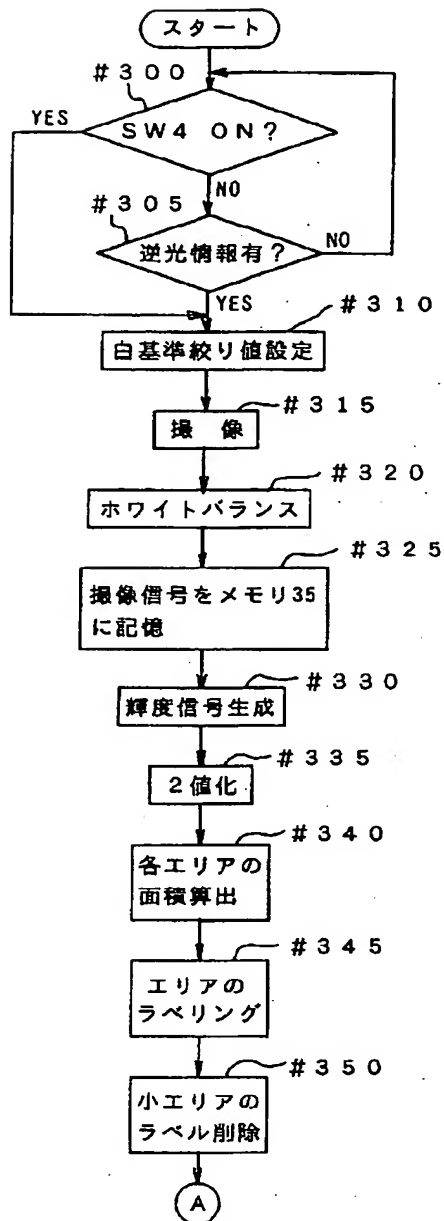 スタート
#300
YES
SW4 ON?
NO
#305
逆光情報有?
NO
YES
#310
白基準絞り値設定
#315
撮 像
#320
ホワイトバランス
#325
撮像信号をメモリ35
に記憶
#330
輝度信号生成
#335
2値化
#340
各エリアの
面積算出
#345
エリアの
ラベリング
#350
小エリアの
ラベル削除
A